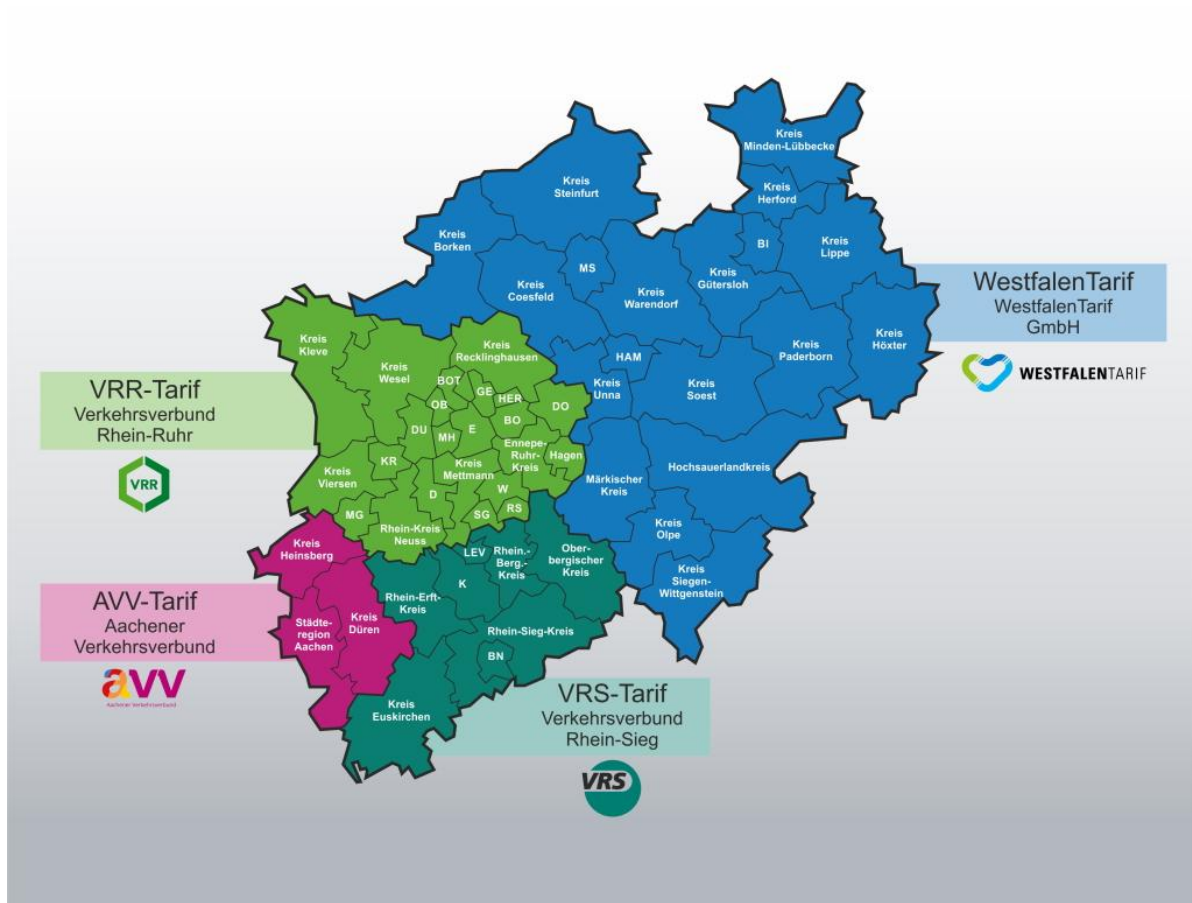 Kreis
Minden-Lübbecke
Kreis
Steinfurt
Kreis
Herford
Kreis
Borken
BI
Kreis
Lippe
MS
Kreis
Gütersloh
Kreis
Coesfeld
Kreis
Warendorf
WestfalenTarif
WestfalenTarif
GmbH
WESTFALENTARIF
Kreis
Kleve
Kreis
Recklinghausen
Kreis
Paderborn
Kreis
Höxter
Kreis
Wesel
HAM
Kreis
Unna
Kreis
Soest
VRR-Tarif
Verkehrsverbund
Rhein-Ruhr
VRR
BOT
GE
HER
OB
DO
BO
DU
MH
E
Ennepe-
Ruhr-
Kreis
Hagen
KR
Kreis
Mettmann
Kreis
Viersen
D
W
Märkischer
Kreis
Hochsauerlandkreis
MG
SG
RS
Rhein-Kreis
Neuss
Kreis
Olpe
Kreis
Heinsberg
LEV
Rhein.-
Berg.-
Kreis
Ober-
bergischer
Kreis
Kreis
Siegen-
Wittgenstein
K
Rhein-Erft-
Kreis
AVV-Tarif
Aachener
Verkehrsverbund
avv
Aachener Verkehrsverbund
Städte-
region
Aachen
Kreis
Düren
Rhein-Sieg-Kreis
BN
Kreis
Euskirchen
VRS-Tarif
Verkehrsverbund
Rhein-Sieg
VRS